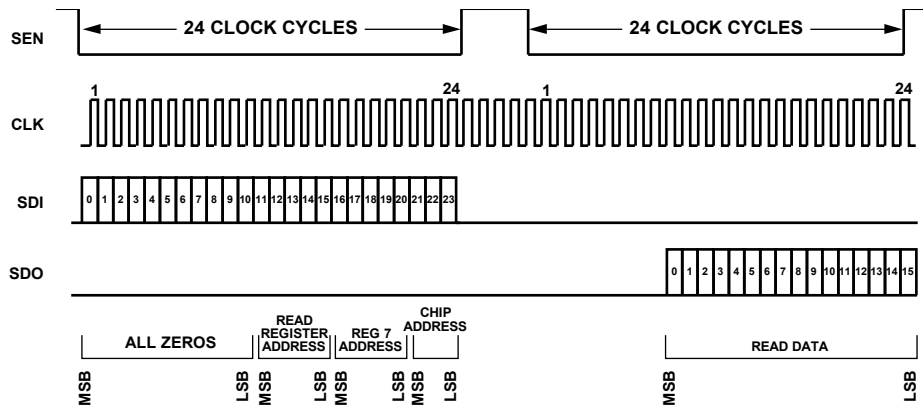 24 CLOCK CYCLES 24 CLOCK CYCLES
SEN
1 24 1 24
CLK
SDI 0 1 2 3 4 5 6 7 8 9 10 11 12 13 14 15 16 17 18 19 20 21 22 23
SDO 0 1 2 3 4 5 6 7 8 9 10 11 12 13 14 15
ALL ZEROS
READ
REGISTER
ADDRESS
REG 7
ADDRESS
CHIP
ADDRESS
READ DATA
MSB LSB MSB LSB MSB LSB MSB LSB MSB LSB